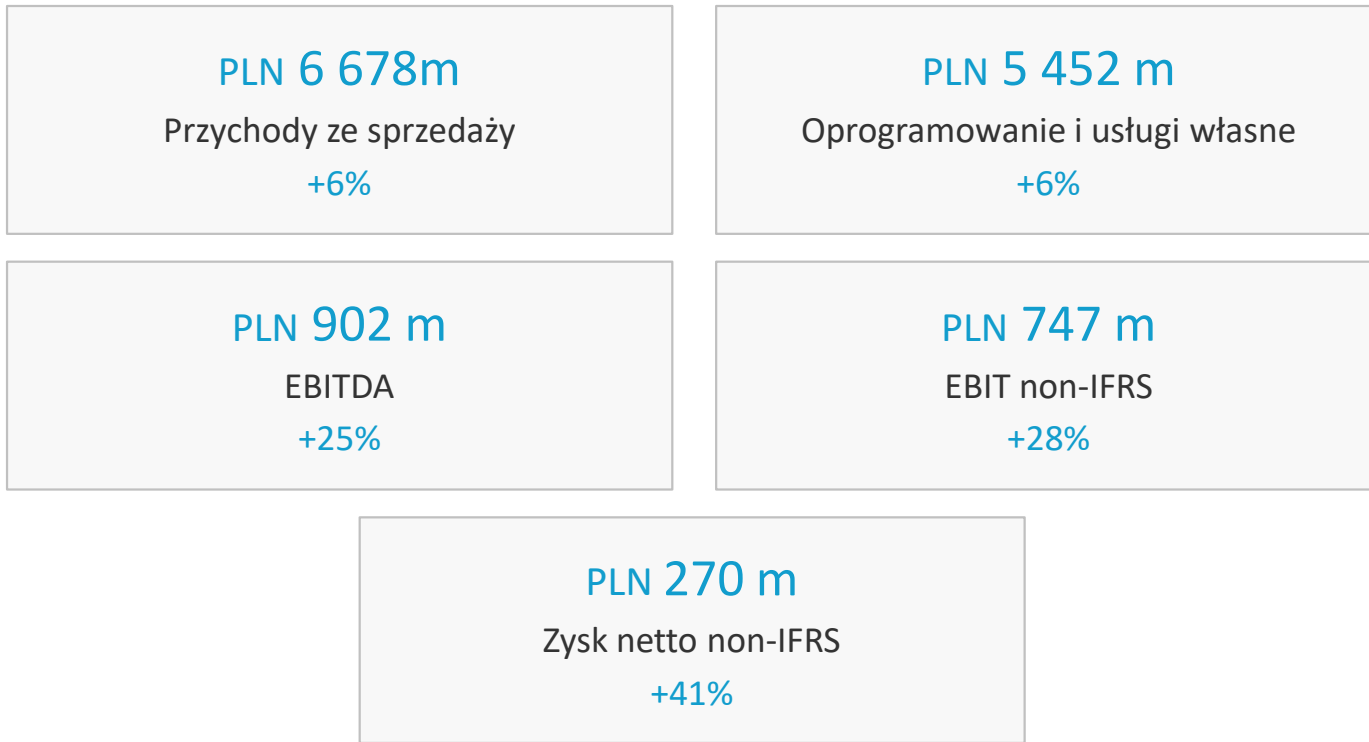 PLN 6 678m
Przychody ze sprzedaży
+6%
PLN 5 452 m
Oprogramowanie i usługi własne
+6%
PLN 902 m
EBITDA
+25%
PLN 747 m
EBIT non-IFRS
+28%
PLN 270 m
Zysk netto non-IFRS
+41%